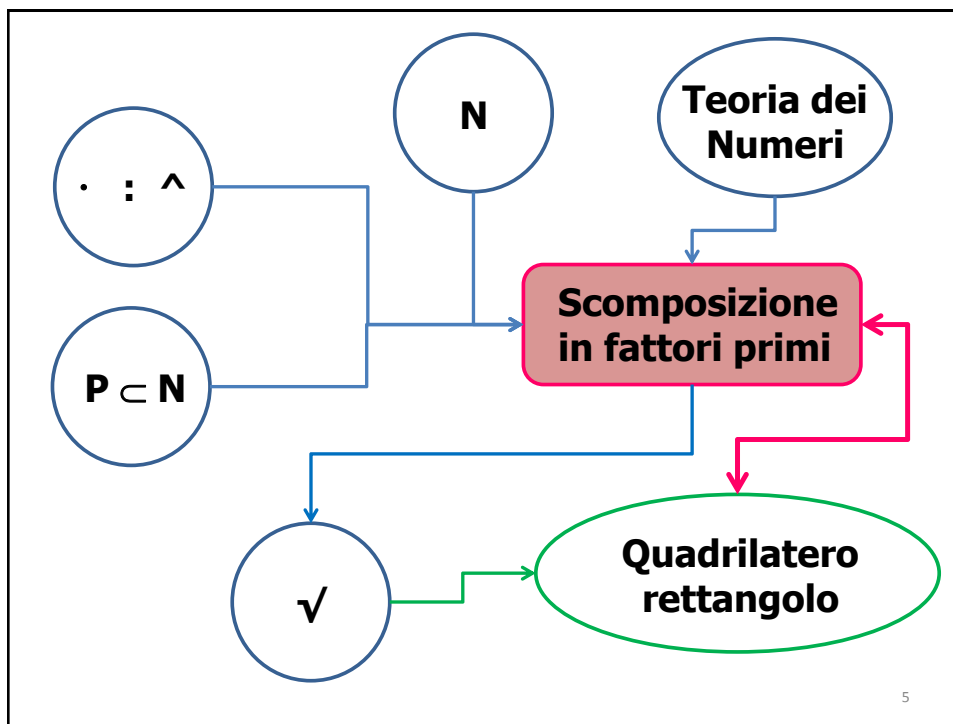 N
Teoria dei
Numeri
· : ^
Scomposizione
in fattori primi
P ⊂ N
Quadrilatero
rettangolo
√
5